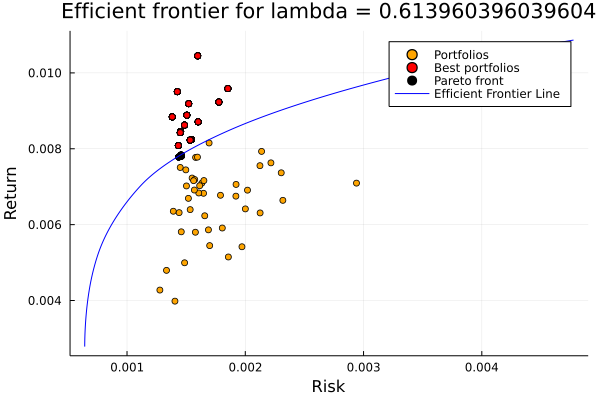 Efficient frontier for lambda = 0.613960396039604
Portfolios
Best portfolios
Pareto front
Efficient Frontier Line
Return
0.010
0.008
0.006
0.004
0.001
0.002
0.003
0.004
Risk